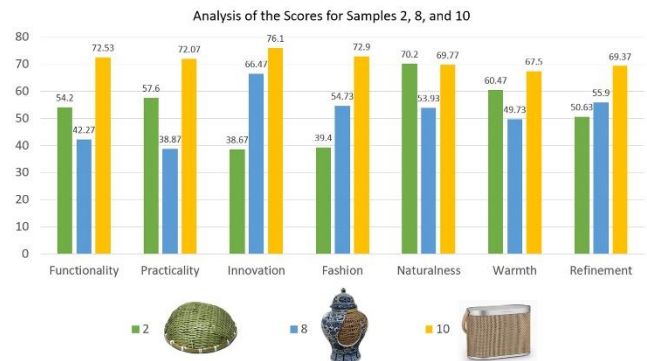 Analysis of the Scores for Samples 2, 8, and 10
80
70
60
50
40
30
20
10
0
54.2 42.27 72.53
57.6 38.87 72.07
38.67 66.47 76.1
39.4 54.73 72.9
70.2 53.93 69.77
60.47 49.73 67.5
50.63 55.9 69.37
Functionality Practicality Innovation Fashion Naturalness Warmth Refinement
2 8 10